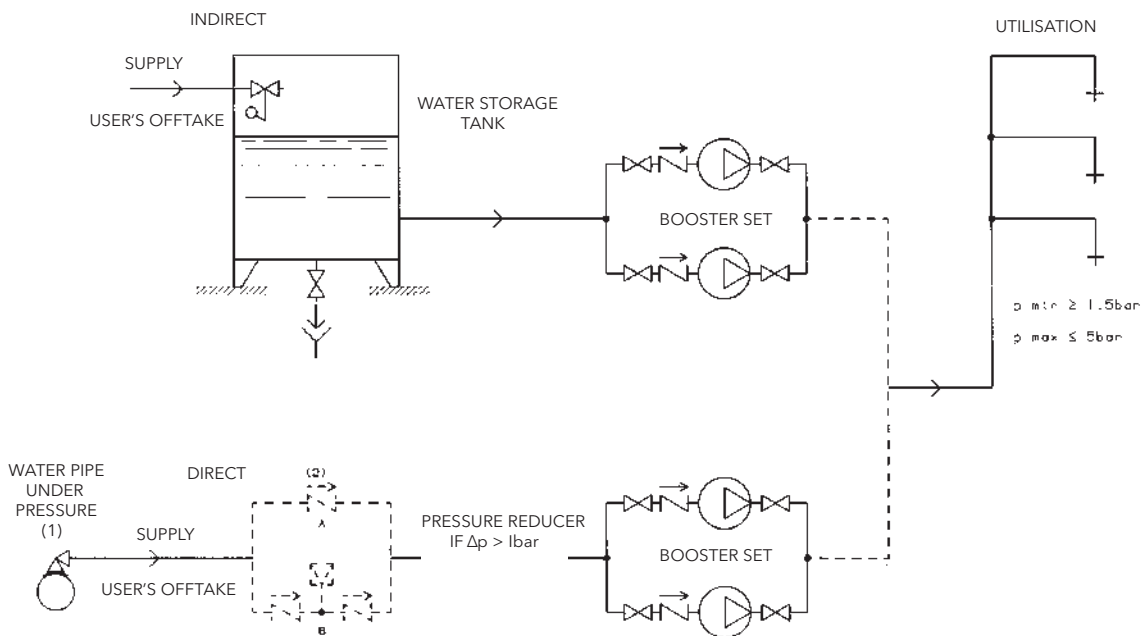 INDIRECT
UTILISATION
SUPPLY
USER'S OFFTAKE
WATER STORAGE
TANK
BOOSTER SET
p min ≥ 1.5bar
p max ≤ 5bar
WATER PIPE
UNDER
PRESSURE
(1)
DIRECT
(2)
A
SUPPLY
USER'S OFFTAKE
PRESSURE REDUCER
IF Δp > Ibar
BOOSTER SET
B